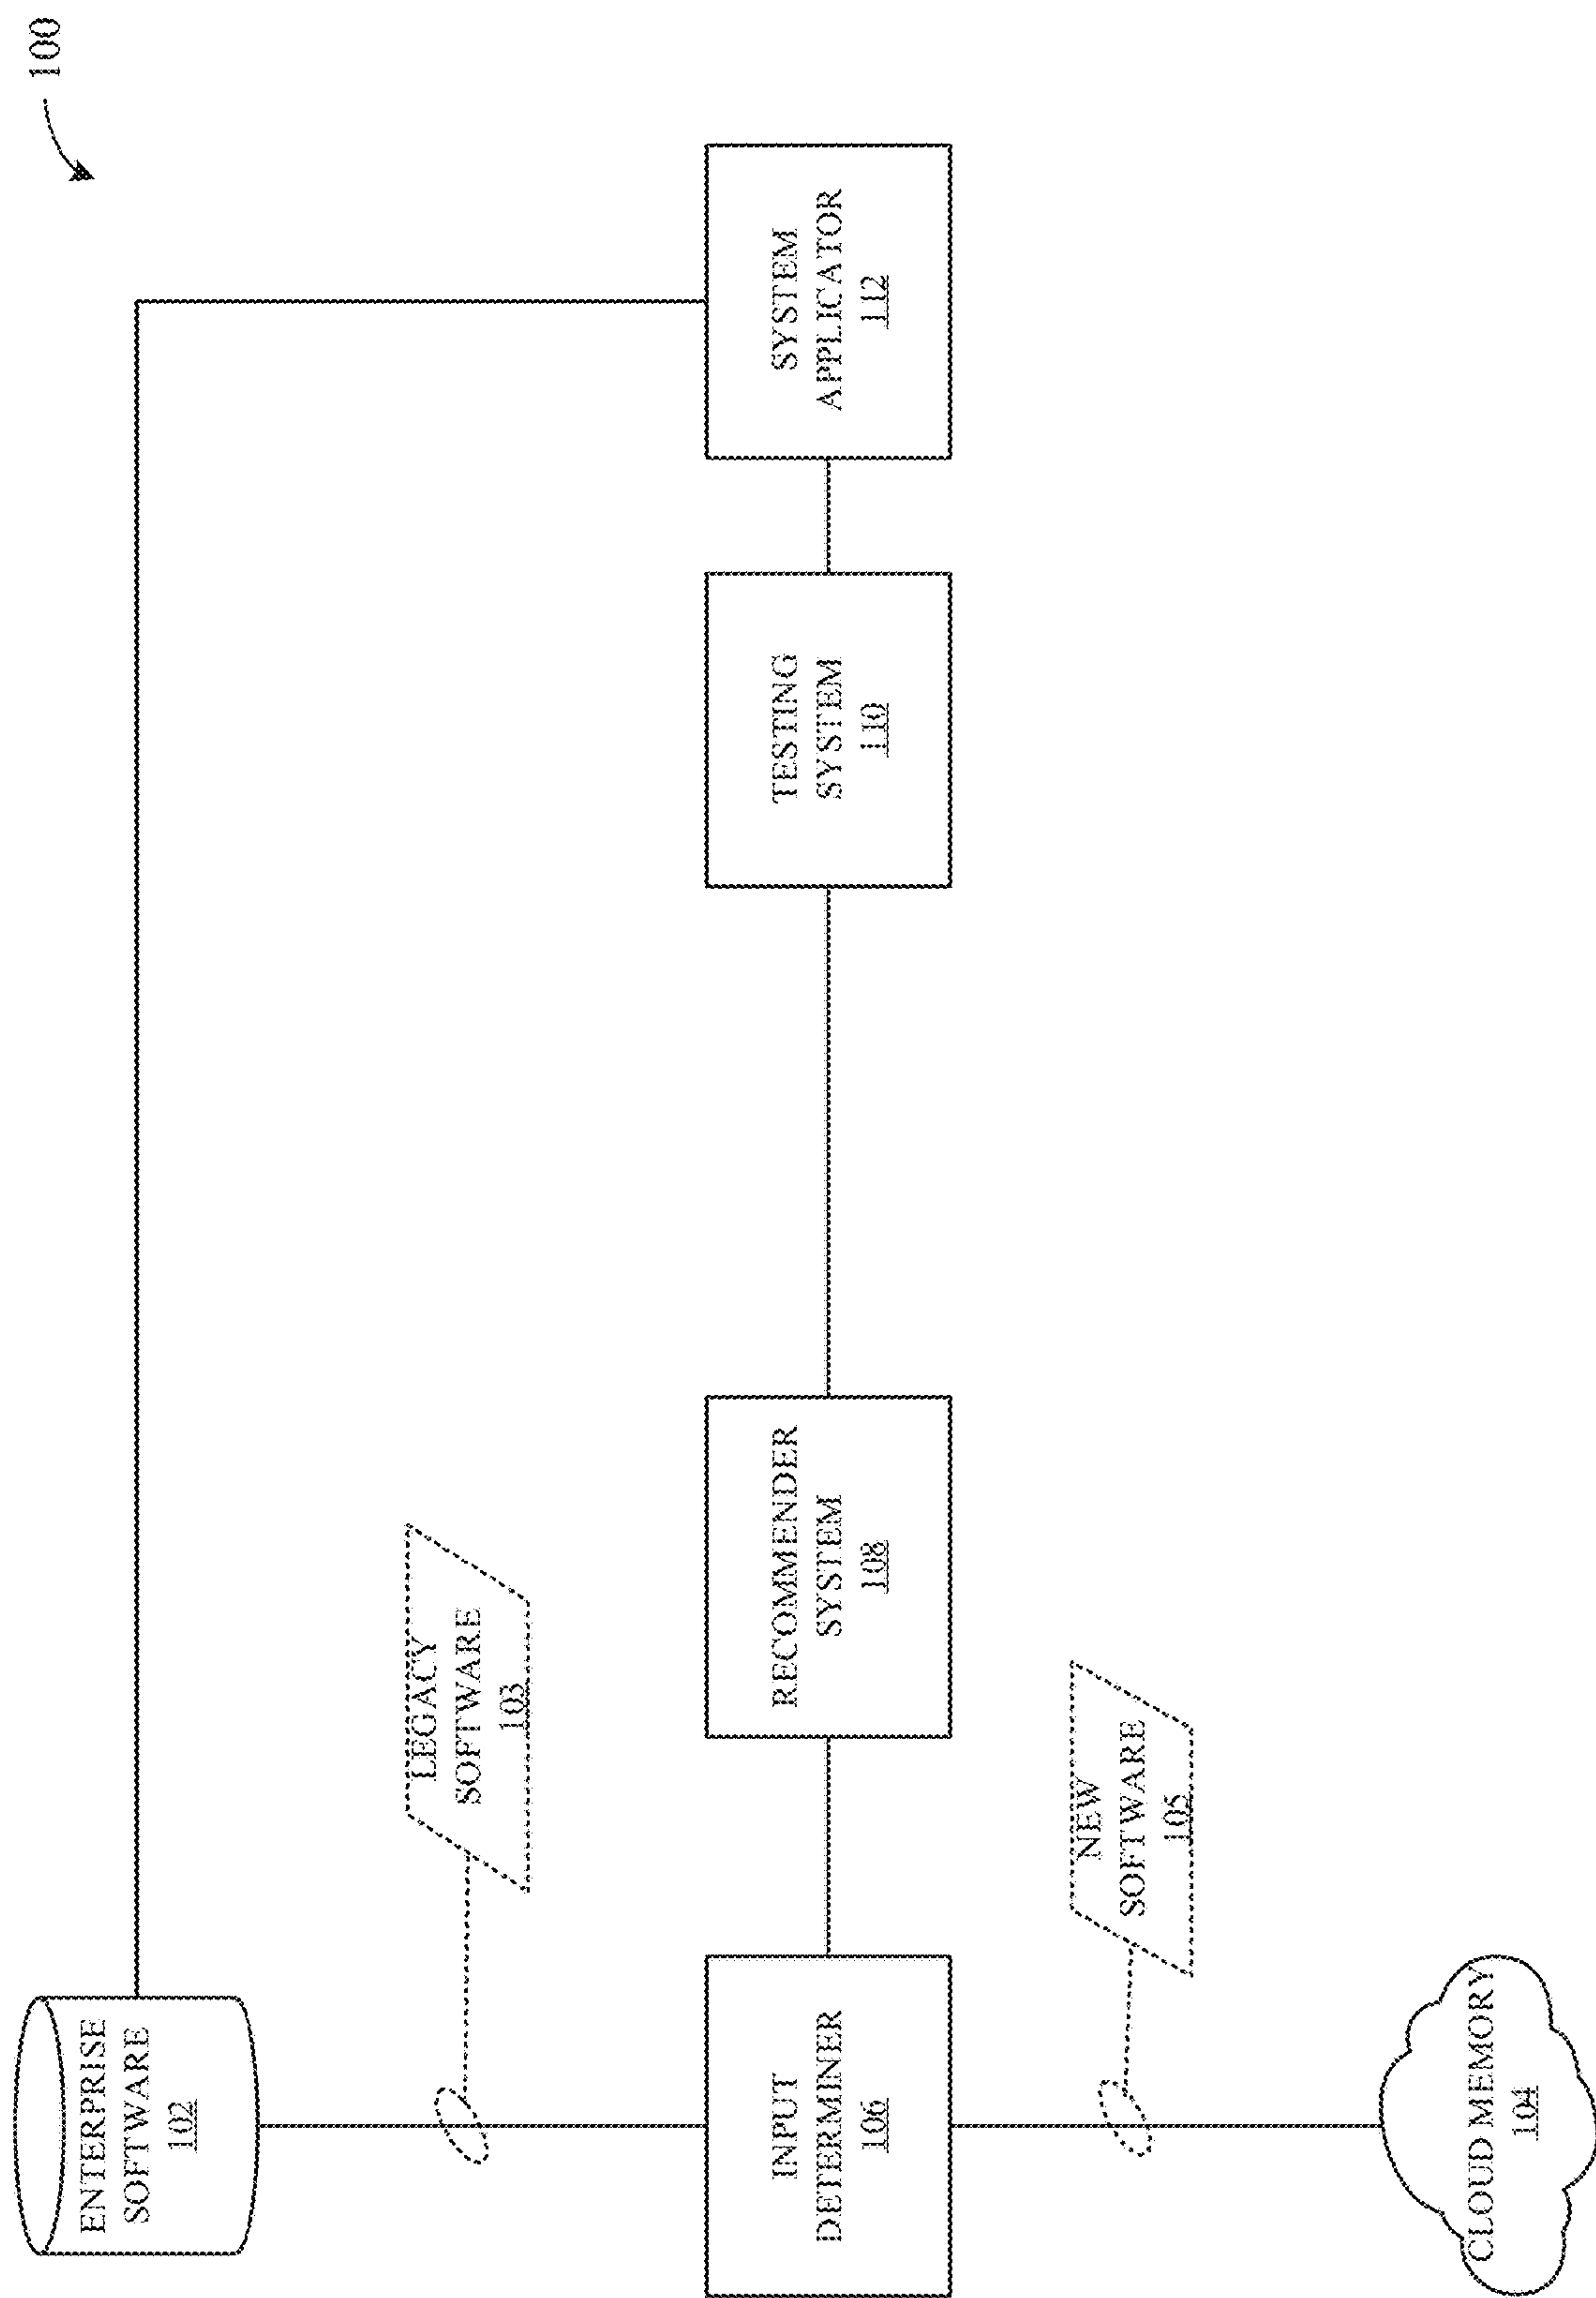 100
ENTERPRISE
SOFTWARE
102
LEGACY
SOFTWARE
103
INPUT
DETERMINER
106
RECOMMENDER
SYSTEM
108
TESTING
SYSTEM
110
SYSTEM
APPLICATOR
112
NEW
SOFTWARE
105
CLOUD MEMORY
104